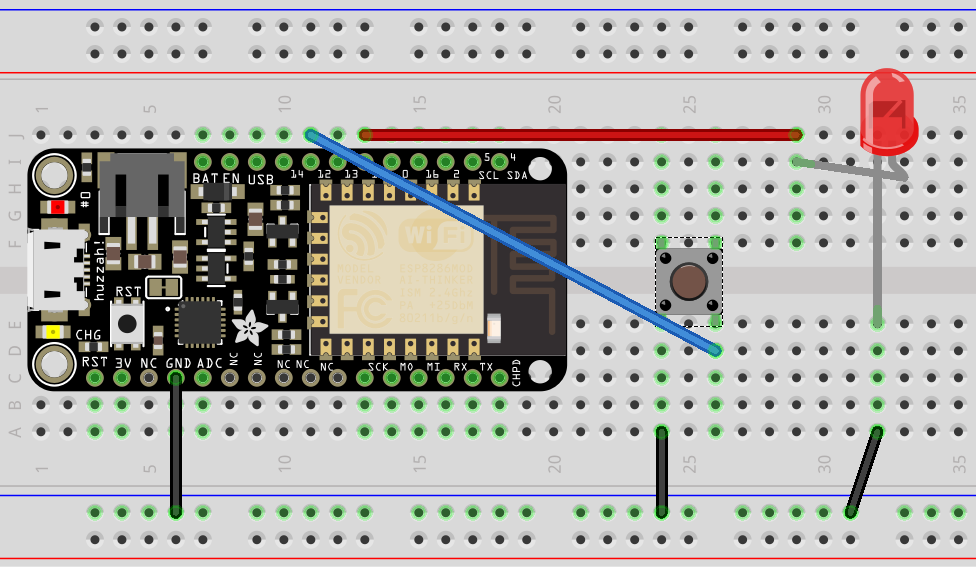 1 5 10 15 20 25 30 35
J
I
H
G
F
E
D
C
B
A
BAT EN USB 14 12 13 0 16 2 SCL SDA
5 4
#0
huzzah!
RST
CHG
WiFi
FC
RST 3V NC GND ADC NC NC NC NC NC SCK MO MI RX TX CHPD
1 5 10 15 20 25 30 35